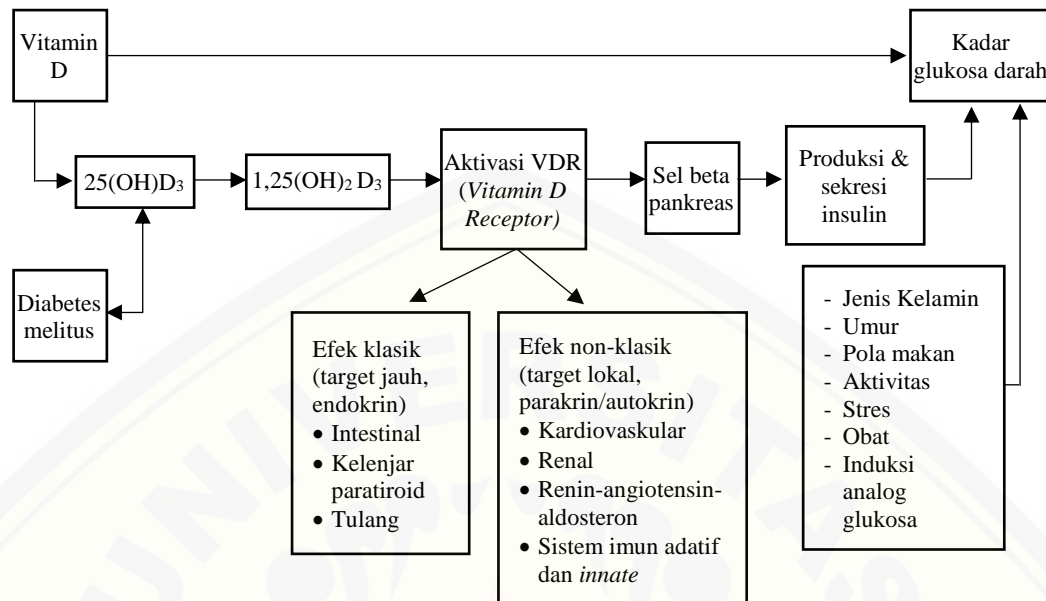 Vitamin
D
Kadar
glukosa darah
25(OH)D₃
1,25(OH)₂ D₃
Aktivasi VDR
(Vitamin D
Receptor)
Sel beta
pankreas
Produksi &
sekresi
insulin
Diabetes
melitus
Efek klasik
(target jauh,
endokrin)
• Intestinal
• Kelenjar
paratiroid
• Tulang
Efek non-klasik
(target lokal,
parakrin/autokrin)
• Kardiovaskular
• Renal
• Renin-angiotensin-
aldosteron
• Sistem imun adatif
dan innate
- Jenis Kelamin
- Umur
- Pola makan
- Aktivitas
- Stres
- Obat
- Induksi
analog
glukosa
UNIVERSITAS